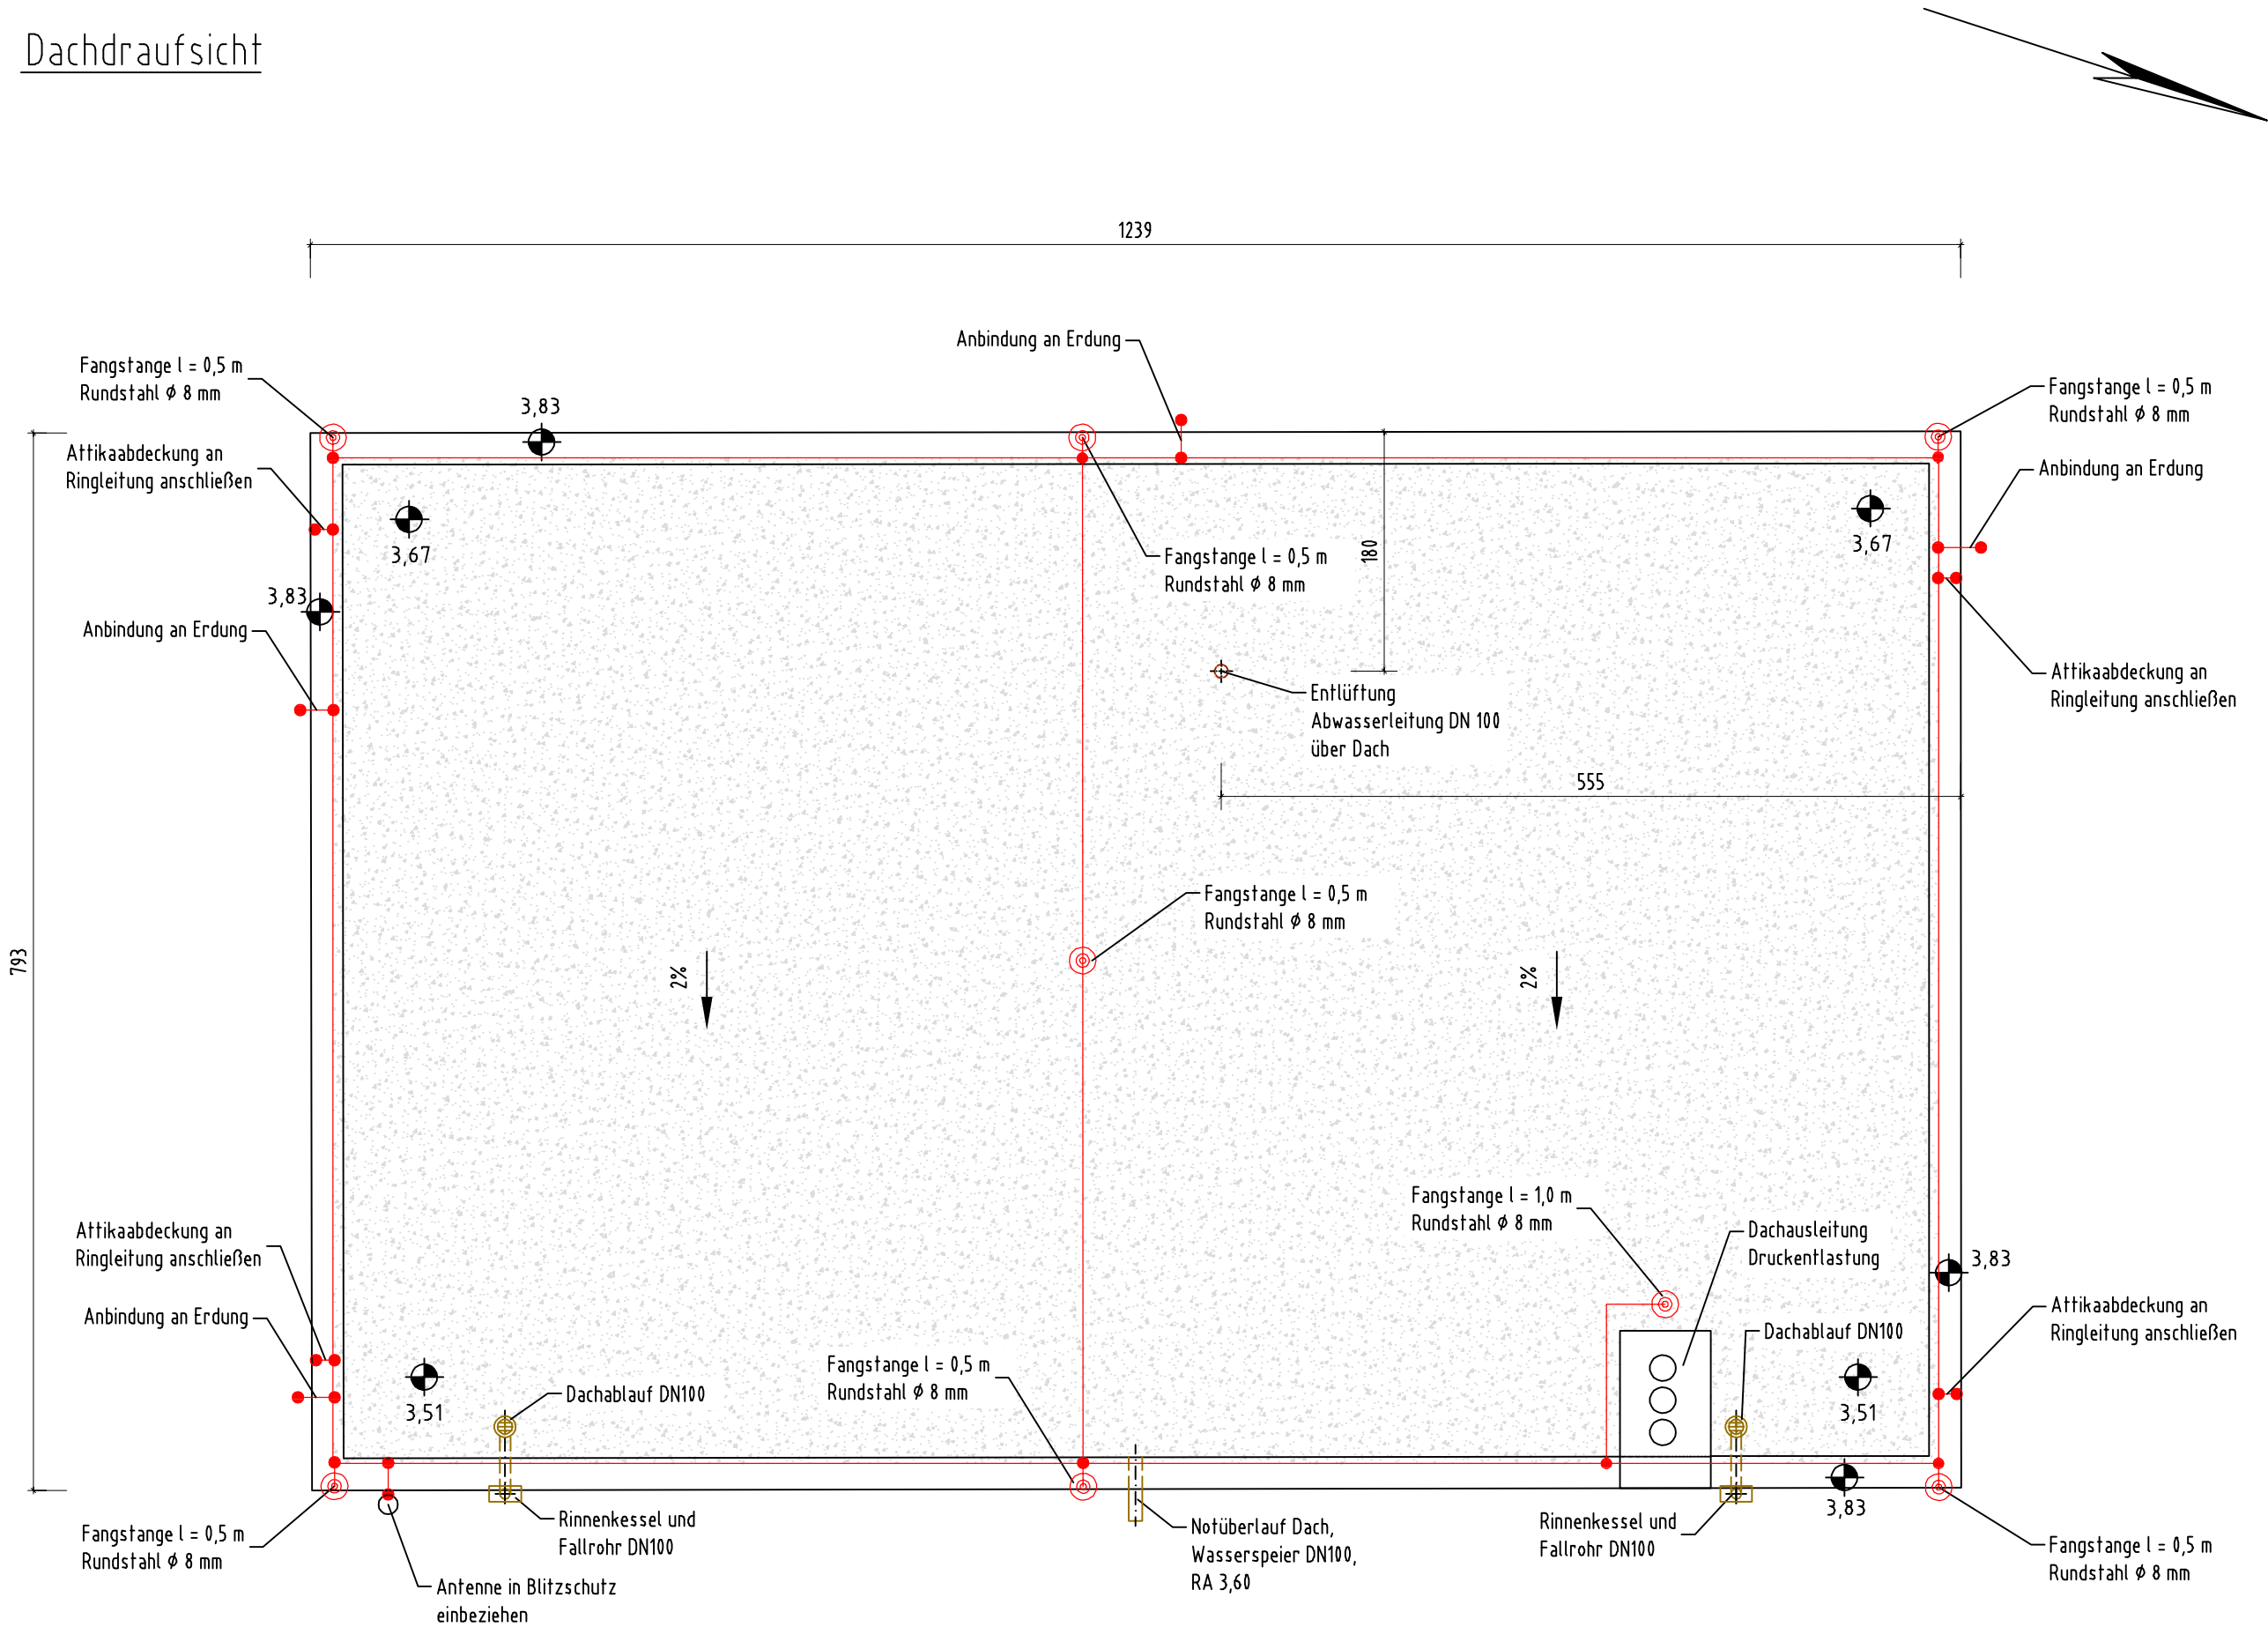 Dachdraufsicht
1239
Anbindung an Erdung
Fangstange l = 0,5 m
Rundstahl ϕ 8 mm
3,83
Fangstange l = 0,5 m
Rundstahl ϕ 8 mm
Attikaabdeckung an
Ringleitung anschließen
Anbindung an Erdung
3,67
3,67
Fangstange l = 0,5 m
Rundstahl ϕ 8 mm
180
3,83
Anbindung an Erdung
Attikaabdeckung an
Ringleitung anschließen
Entlüftung
Abwasserleitung DN 100
über Dach
555
Fangstange l = 0,5 m
Rundstahl ϕ 8 mm
793
2%
2%
Fangstange l = 1,0 m
Rundstahl ϕ 8 mm
Dachausleitung
Druckentlastung
Attikaabdeckung an
Ringleitung anschließen
3,83
Anbindung an Erdung
Attikaabdeckung an
Ringleitung anschließen
Dachablauf DN100
Fangstange l = 0,5 m
Rundstahl ϕ 8 mm
3,51
Dachablauf DN100
3,51
3,83
Fangstange l = 0,5 m
Rundstahl ϕ 8 mm
Rinnenkessel und
Fallrohr DN100
Notüberlauf Dach,
Wasserspeier DN100,
RA 3,60
Rinnenkessel und
Fallrohr DN100
Fangstange l = 0,5 m
Rundstahl ϕ 8 mm
Antenne in Blitzschutz
einbeziehen